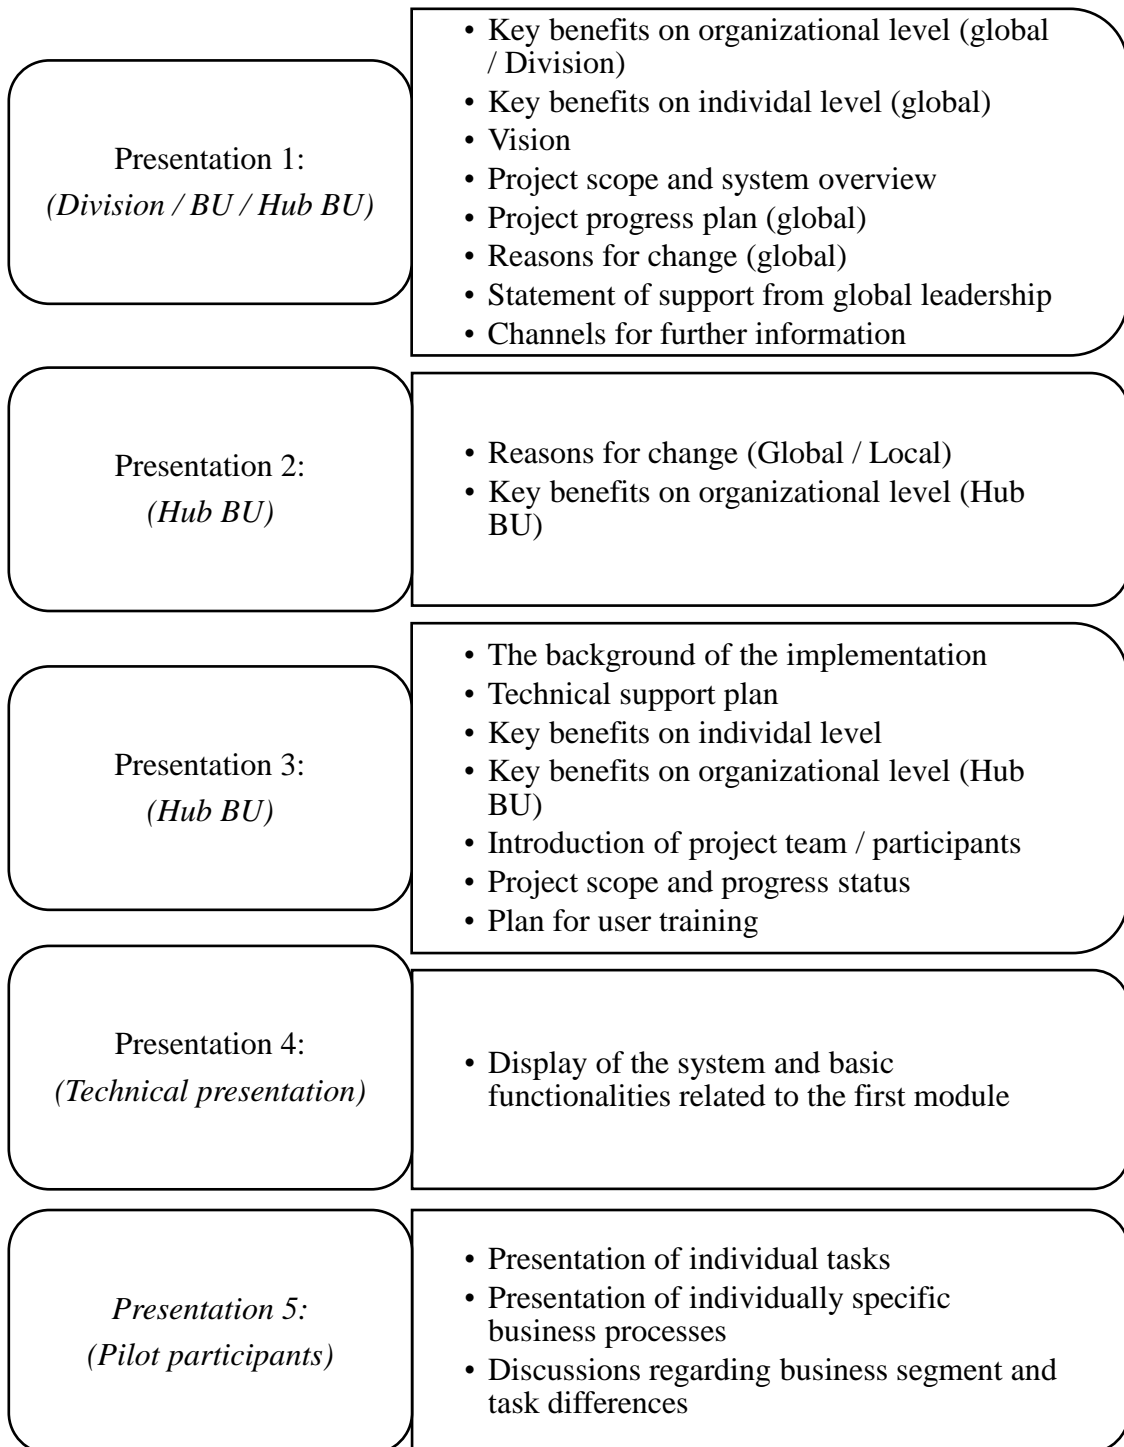 Presentation 1:
(Division / BU / Hub BU)
• Key benefits on organizational level (global
/ Division)
• Key benefits on individal level (global)
• Vision
• Project scope and system overview
• Project progress plan (global)
• Reasons for change (global)
• Statement of support from global leadership
• Channels for further information
Presentation 2:
(Hub BU)
• Reasons for change (Global / Local)
• Key benefits on organizational level (Hub
BU)
Presentation 3:
(Hub BU)
• The background of the implementation
• Technical support plan
• Key benefits on individal level
• Key benefits on organizational level (Hub
BU)
• Introduction of project team / participants
• Project scope and progress status
• Plan for user training
Presentation 4:
(Technical presentation)
• Display of the system and basic
functionalities related to the first module
Presentation 5:
(Pilot participants)
• Presentation of individual tasks
• Presentation of individually specific
business processes
• Discussions regarding business segment and
task differences